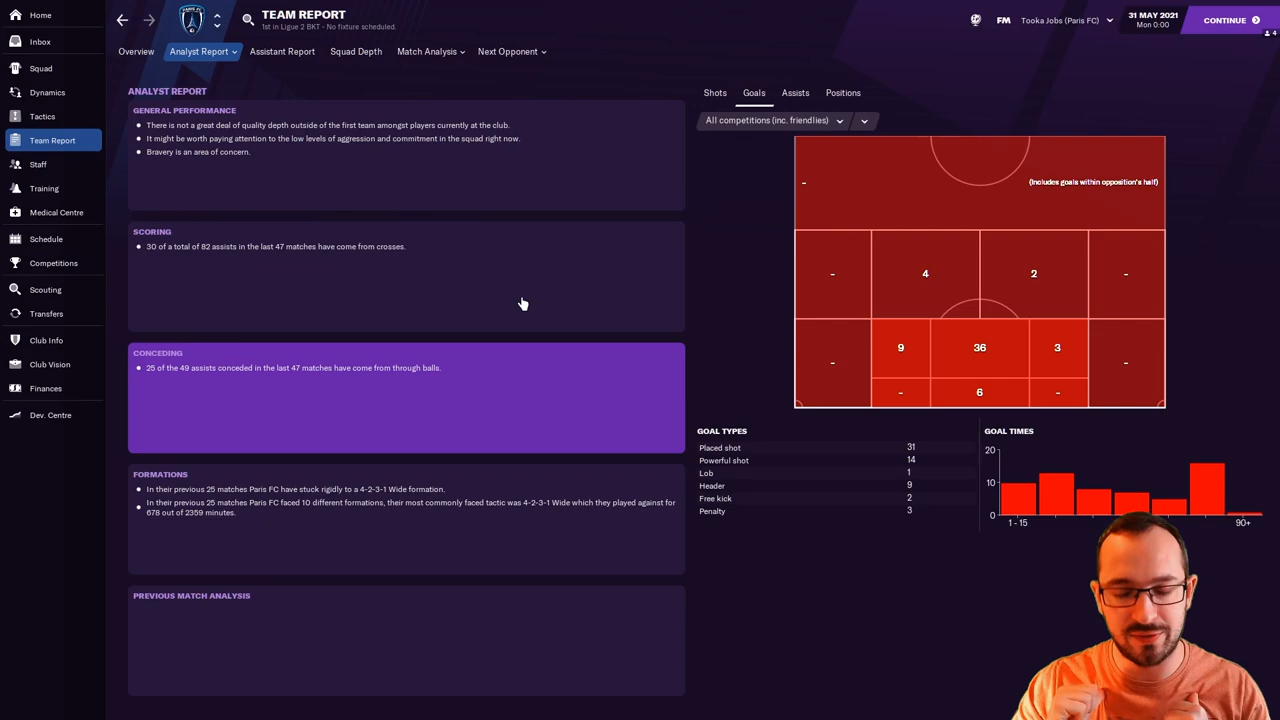 Home
Inbox
Squad
Dynamics
Tactics
Team Report
Staff
Training
Medical Centre
Schedule
Competitions
Scouting
Transfers
Club Info
Club Vision
Finances
Dev. Centre
PARIS FC
TEAM REPORT
1st in Ligue 2 BKT - No fixture scheduled.
FM
Tooka Jobs (Paris FC)
31 MAY 2021
Mon 0:00
CONTINUE
4
Overview
Analyst Report
Assistant Report
Squad Depth
Match Analysis
Next Opponent
ANALYST REPORT
GENERAL PERFORMANCE
There is not a great deal of quality depth outside of the first team amongst players currently at the club.
It might be worth paying attention to the low levels of aggression and commitment in the squad right now.
Bravery is an area of concern.
SCORING
30 of a total of 82 assists in the last 47 matches have come from crosses.
CONCEDING
25 of the 49 assists conceded in the last 47 matches have come from through balls.
FORMATIONS
In their previous 25 matches Paris FC have stuck rigidly to a 4-2-3-1 Wide formation.
In their previous 25 matches Paris FC faced 10 different formations, their most commonly faced tactic was 4-2-3-1 Wide which they played against for
678 out of 2359 minutes.
PREVIOUS MATCH ANALYSIS
Shots
Goals
Assists
Positions
All competitions (inc. friendlies)
- (Includes goals within opposition's half)
- 4 2 -
- 9 36 3 -
- 6 -
GOAL TYPES
Placed shot 31
Powerful shot 14
Lob 1
Header 9
Free kick 2
Penalty 3
GOAL TIMES
20
10
0
1 - 15
90+